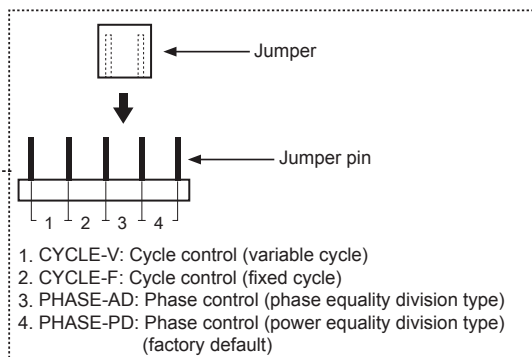 Jumper
Jumper pin
1 2 3 4
1. CYCLE-V: Cycle control (variable cycle)
2. CYCLE-F: Cycle control (fixed cycle)
3. PHASE-AD: Phase control (phase equality division type)
4. PHASE-PD: Phase control (power equality division type)
(factory default)